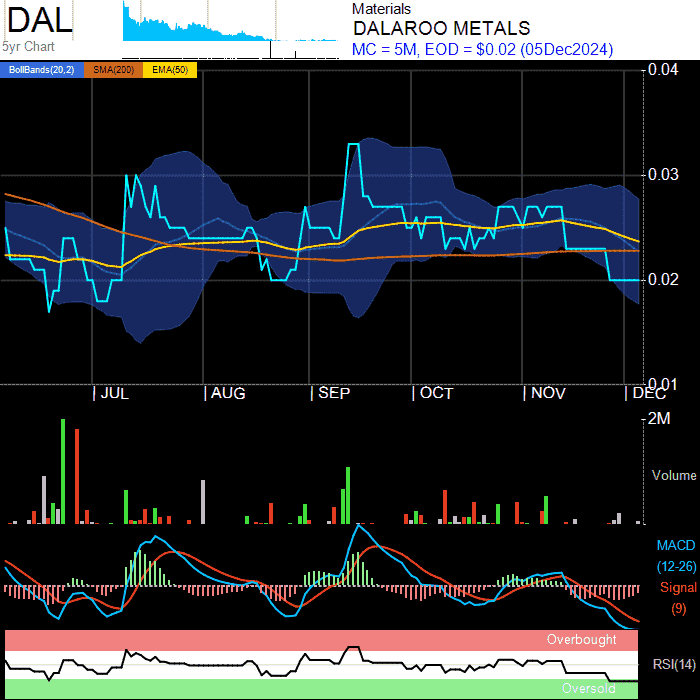 DAL
5yr Chart
Materials
DALAROO METALS
MC = 5M, EOD = $0.02 (05Dec2024)
BollBands(20,2) SMA(200) EMA(50)
0.04
0.03
0.02
0.01
| JUL | AUG | SEP | OCT | NOV | DEC
2M
Volume
MACD
(12-26)
Signal
(9)
Overbought
RSI(14)
Oversold